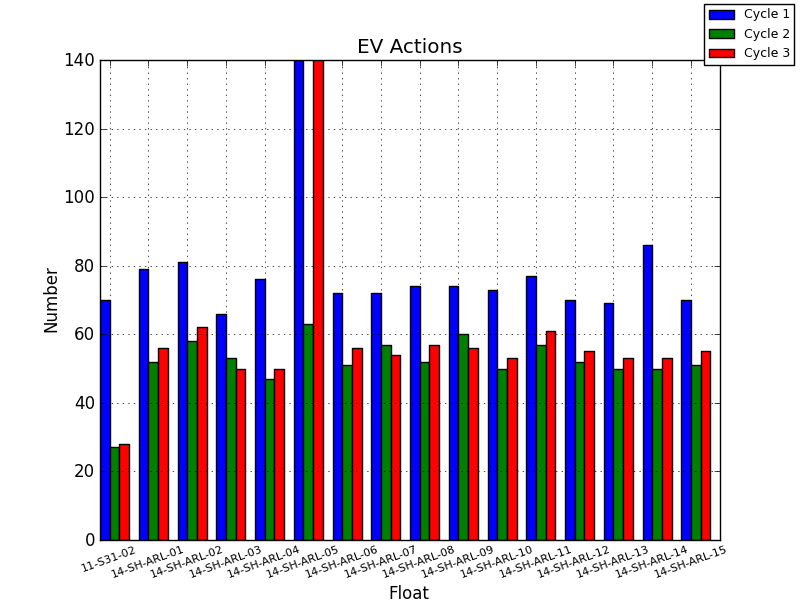 Cycle 1
Cycle 2
Cycle 3
EV Actions
140
120
100
80
60
40
20
0
Number
11-S31-02
14-SH-ARL-01
14-SH-ARL-02
14-SH-ARL-03
14-SH-ARL-04
14-SH-ARL-05
14-SH-ARL-06
14-SH-ARL-07
14-SH-ARL-08
14-SH-ARL-09
14-SH-ARL-10
14-SH-ARL-11
14-SH-ARL-12
14-SH-ARL-13
14-SH-ARL-14
14-SH-ARL-15
Float